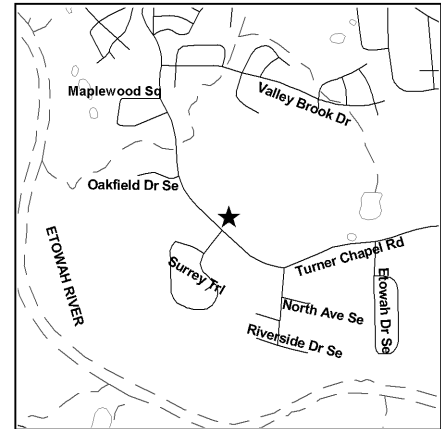 Maplewood Sq
Valley Brook Dr
Oakfield Dr Se
Turner Chapel Rd
Surrey Trl
ETOWAH RIVER
Etowah Dr Se
North Ave Se
Riverside Dr Se